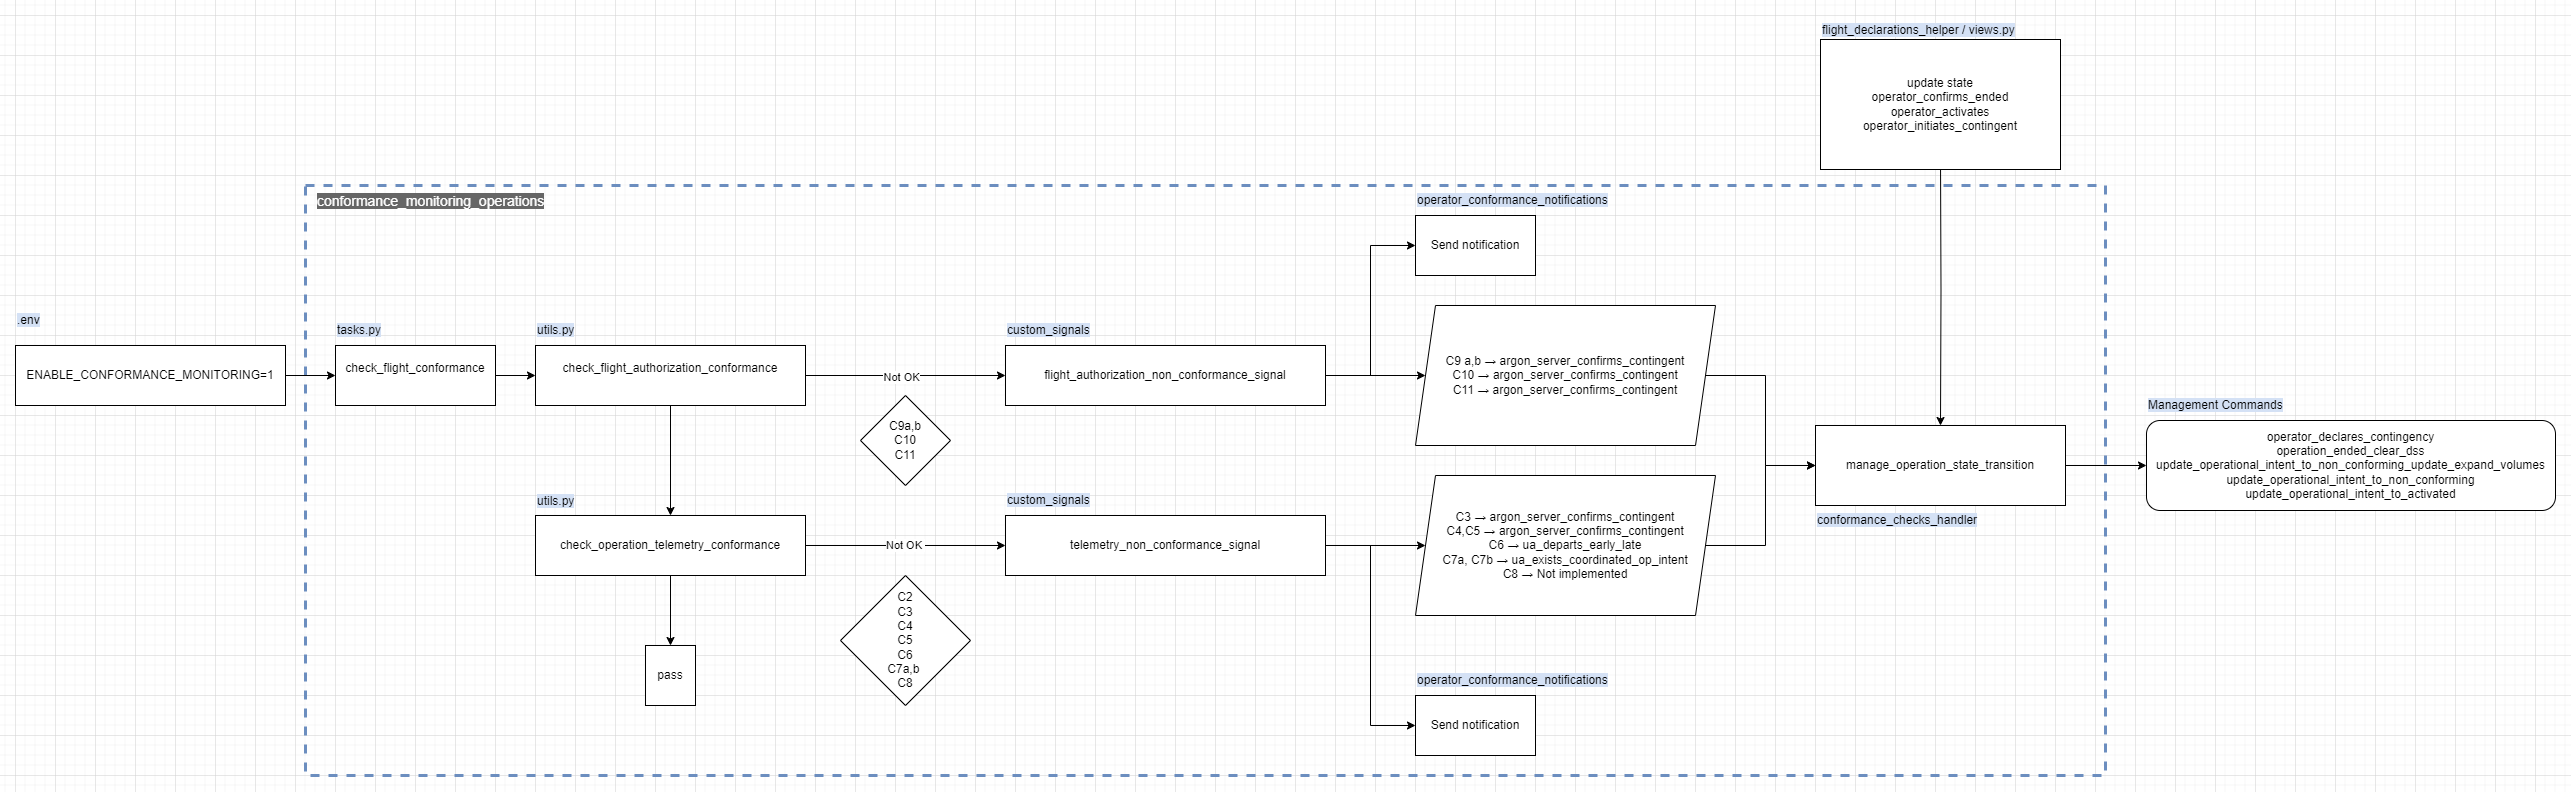 flight_declarations_helper / views.py
update state
operator_confirms_ended
operator_activates
operator_initiates_contingent
conformance_monitoring_operations
operator_conformance_notifications
Send notification
.env
ENABLE_CONFORMANCE_MONITORING=1
tasks.py
check_flight_conformance
utils.py
check_flight_authorization_conformance
Not OK
C9a,b
C10
C11
custom_signals
flight_authorization_non_conformance_signal
C9 a,b → argon_server_confirms_contingent
C10 → argon_server_confirms_contingent
C11 → argon_server_confirms_contingent
utils.py
check_operation_telemetry_conformance
pass
Not OK
C2
C3
C4
C5
C6
C7a,b
C8
custom_signals
telemetry_non_conformance_signal
C3 → argon_server_confirms_contingent
C4,C5 → argon_server_confirms_contingent
C6 → ua_departs_early_late
C7a, C7b → ua_exists_coordinated_op_intent
C8 → Not implemented
operator_conformance_notifications
Send notification
manage_operation_state_transition
conformance_checks_handler
Management Commands
operator_declares_contingency
operation_ended_clear_dss
update_operational_intent_to_non_conforming_update_expand_volumes
update_operational_intent_to_non_conforming
update_operational_intent_to_activated